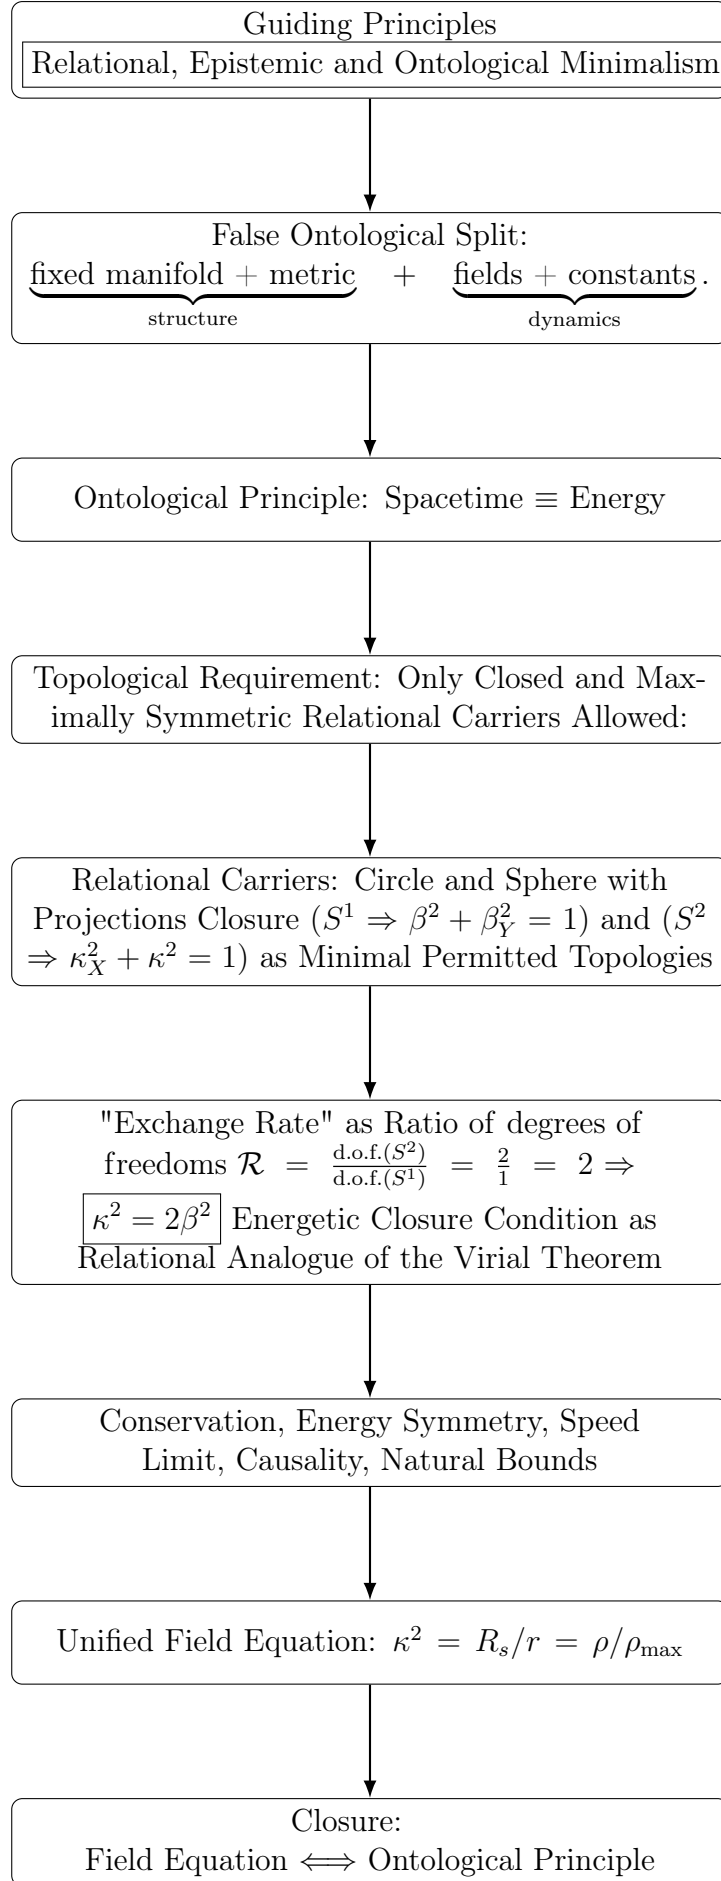 Guiding Principles
Relational, Epistemic and Ontological Minimalism
False Ontological Split:
fixed manifold + metric + fields + constants.
structure dynamics
Ontological Principle: Spacetime ≡ Energy
Topological Requirement: Only Closed and Max-
imally Symmetric Relational Carriers Allowed:
Relational Carriers: Circle and Sphere with
Projections Closure (S¹ ⇒ β² + β_Y² = 1) and (S²
⇒ κ_X² + κ² = 1) as Minimal Permitted Topologies
"Exchange Rate" as Ratio of degrees of
freedoms ℛ = d.o.f.(S²)/d.o.f.(S¹) = 2/1 = 2 ⇒
κ² = 2β² Energetic Closure Condition as
Relational Analogue of the Virial Theorem
Conservation, Energy Symmetry, Speed
Limit, Causality, Natural Bounds
Unified Field Equation: κ² = R_s/r = ρ/ρ_max
Closure:
Field Equation ⟺ Ontological Principle